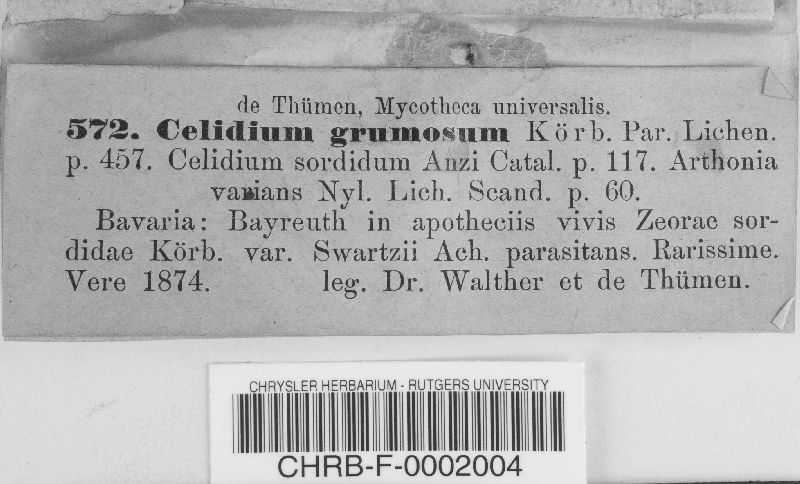 de Thümen, Mycotheca universalis.
572. Celidium grumosum Körb. Par. Lichen.
p. 457. Celidium sordidum Anzi Catal. p. 117. Arthonia
varians Nyl. Lich. Scand. p. 60.
Bavaria: Bayreuth in apotheciis vivis Zeorae sor-
didae Körb. var. Swartzii Ach. parasitans. Rarissime.
Vere 1874. leg. Dr. Walther et de Thümen.
CHRYSLER HERBARIUM - RUTGERS UNIVERSITY
CHRB-F-0002004